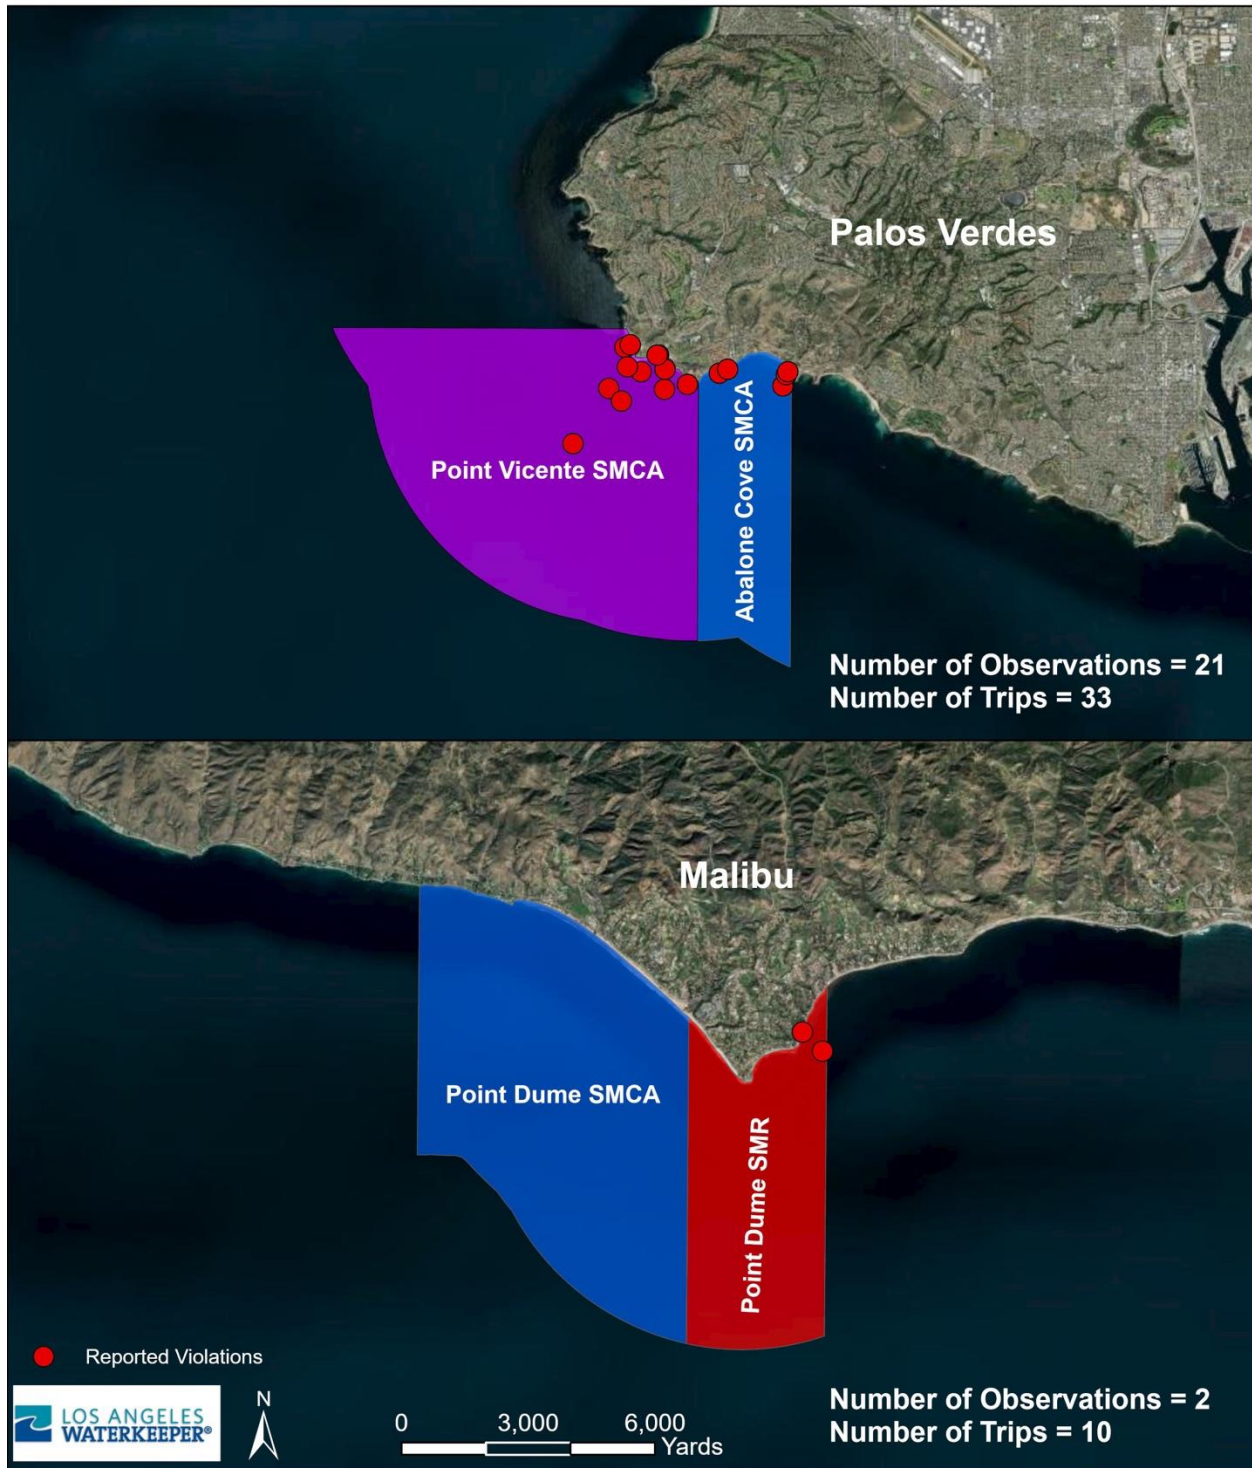 Palos Verdes
Point Vicente SMCA
Abalone Cove SMCA
Number of Observations = 21
Number of Trips = 33
Malibu
Point Dume SMCA
Point Dume SMR
Reported Violations
LOS ANGELES
WATERKEEPER®
N
0 3,000 6,000
Yards
Number of Observations = 2
Number of Trips = 10